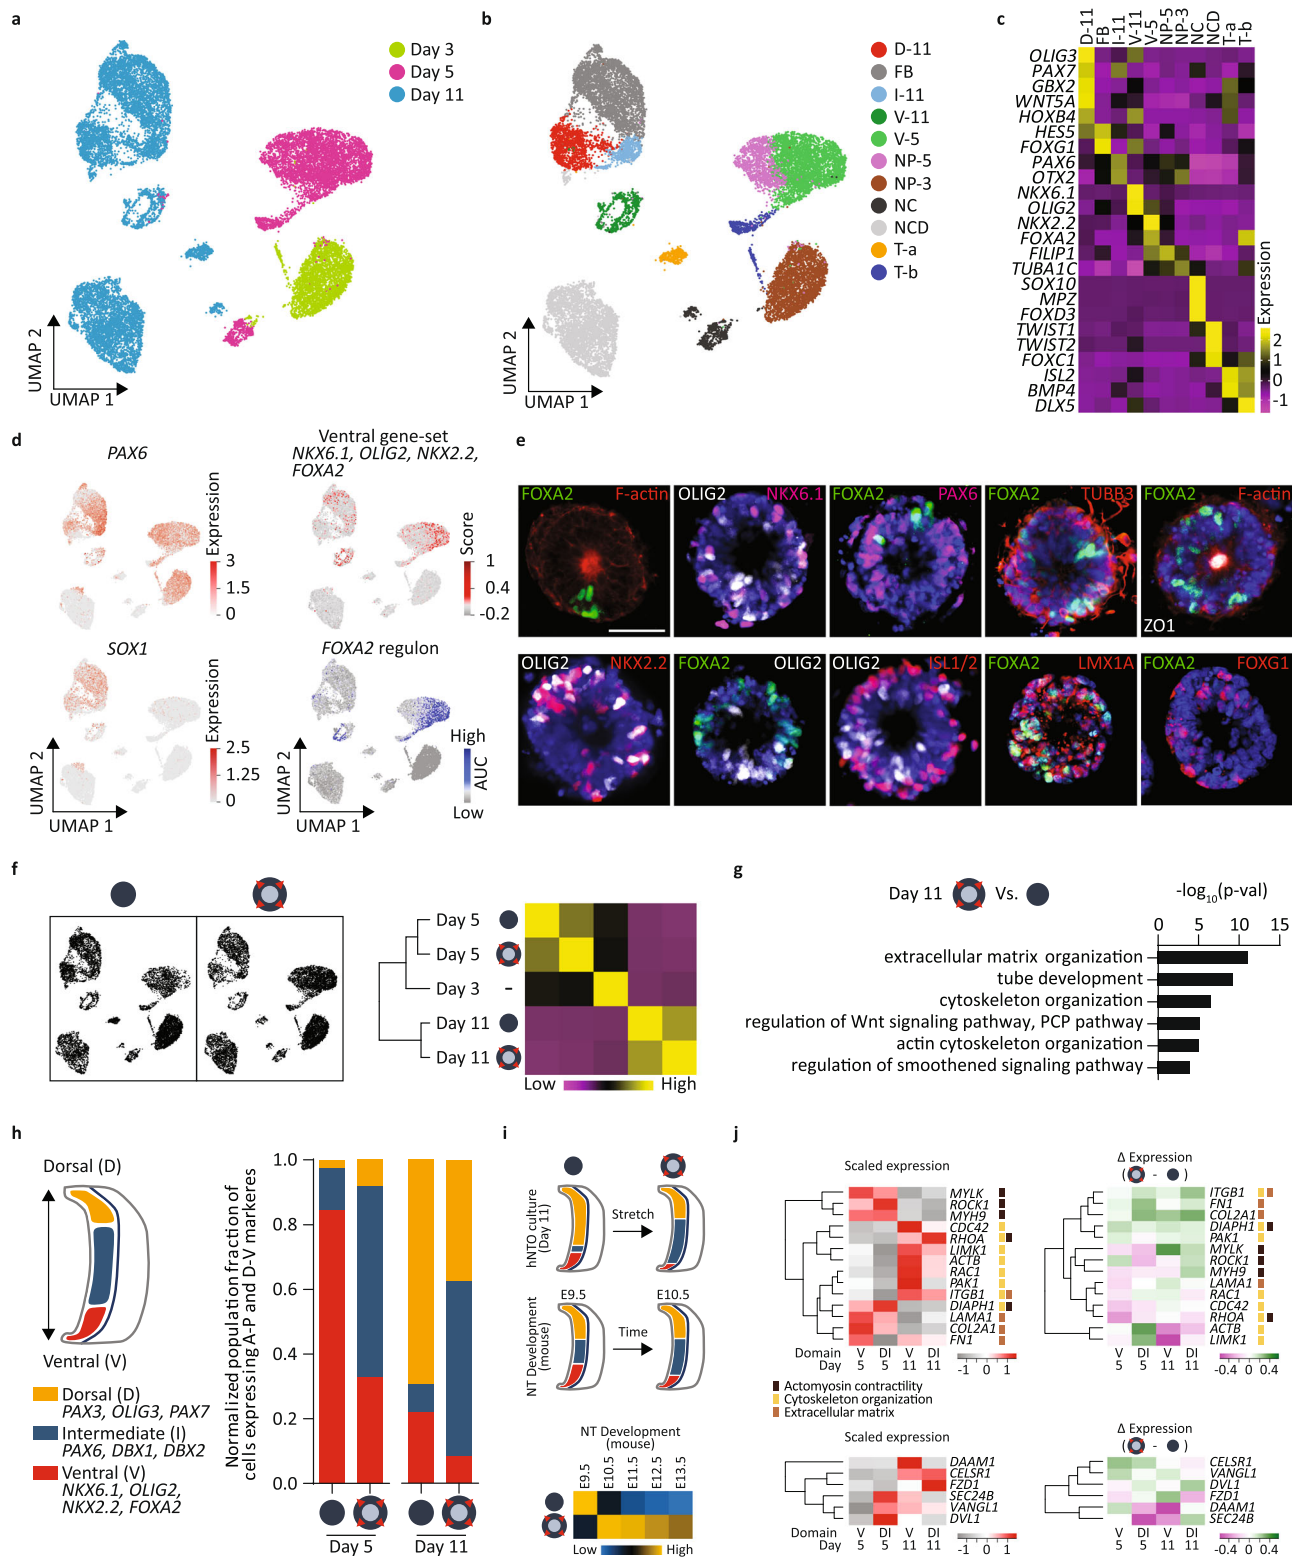 a
Day 3
Day 5
Day 11
UMAP 2
UMAP 1
b
D-11
FB
I-11
V-11
V-5
NP-5
NP-3
NC
NCD
T-a
T-b
UMAP 2
UMAP 1
c
D-11 FB I-11 V-11 V-5 NP-5 NP-3 NC NCD T-a T-b
OLIG3
PAX7
GBX2
WNT5A
HOXB4
HES5
FOXG1
PAX6
OTX2
NKX6.1
OLIG2
NKX2.2
FOXA2
FILIP1
TUBA1C
SOX10
MPZ
FOXD3
TWIST1
TWIST2
FOXC1
ISL2
BMP4
DLX5
Expression
2
1
0
-1
d
PAX6
Expression
3
1.5
0
Ventral gene-set
NKX6.1, OLIG2, NKX2.2,
FOXA2
Score
1
0.4
-0.2
SOX1
Expression
2.5
1.25
0
UMAP 2
UMAP 1
FOXA2 regulon
High
AUC
Low
UMAP 2
UMAP 1
e
FOXA2 F-actin
OLIG2 NKX6.1
FOXA2 PAX6
FOXA2 TUBB3
FOXA2 F-actin
ZO1
OLIG2 NKX2.2
FOXA2 OLIG2
OLIG2 ISL1/2
FOXA2 LMX1A
FOXA2 FOXG1
f
Day 5
Day 5
Day 3 -
Day 11
Day 11
Low High
g
Day 11 Vs.
-log10(p-val)
0 5 10 15
extracellular matrix organization
tube development
cytoskeleton organization
regulation of Wnt signaling pathway, PCP pathway
actin cytoskeleton organization
regulation of smoothened signaling pathway
h
Dorsal (D)
Ventral (V)
Dorsal (D)
PAX3, OLIG3, PAX7
Intermediate (I)
PAX6, DBX1, DBX2
Ventral (V)
NKX6.1, OLIG2,
NKX2.2, FOXA2
Normalized population fraction of
cells expressing A-P and D-V markeres
1.0
0.8
0.6
0.4
0.2
0.0
Day 5 Day 11
i
hNTO culture
(Day 11)
Stretch
E9.5 E10.5
NT Development
(mouse)
Time
NT Development
(mouse)
E9.5 E10.5 E11.5 E12.5 E13.5
Low High
j
Scaled expression
MYLK
ROCK1
MYH9
CDC42
RHOA
LIMK1
ACTB
RAC1
PAK1
ITGB1
DIAPH1
LAMA1
COL2A1
FN1
Domain V DI V DI
Day 5 5 11 11
-1 0 1
Actomyosin contractility
Cytoskeleton organization
Extracellular matrix
Δ Expression
( - )
ITGB1
FN1
COL2A1
DIAPH1
PAK1
MYLK
ROCK1
MYH9
LAMA1
RAC1
CDC42
RHOA
ACTB
LIMK1
V DI V DI
5 5 11 11
-0.4 0 0.4
Scaled expression
DAAM1
CELSR1
FZD1
SEC24B
VANGL1
DVL1
Domain V DI V DI
Day 5 5 11 11
-1 0 1
Δ Expression
( - )
CELSR1
VANGL1
DVL1
FZD1
DAAM1
SEC24B
V DI V DI
5 5 11 11
-0.4 0 0.4